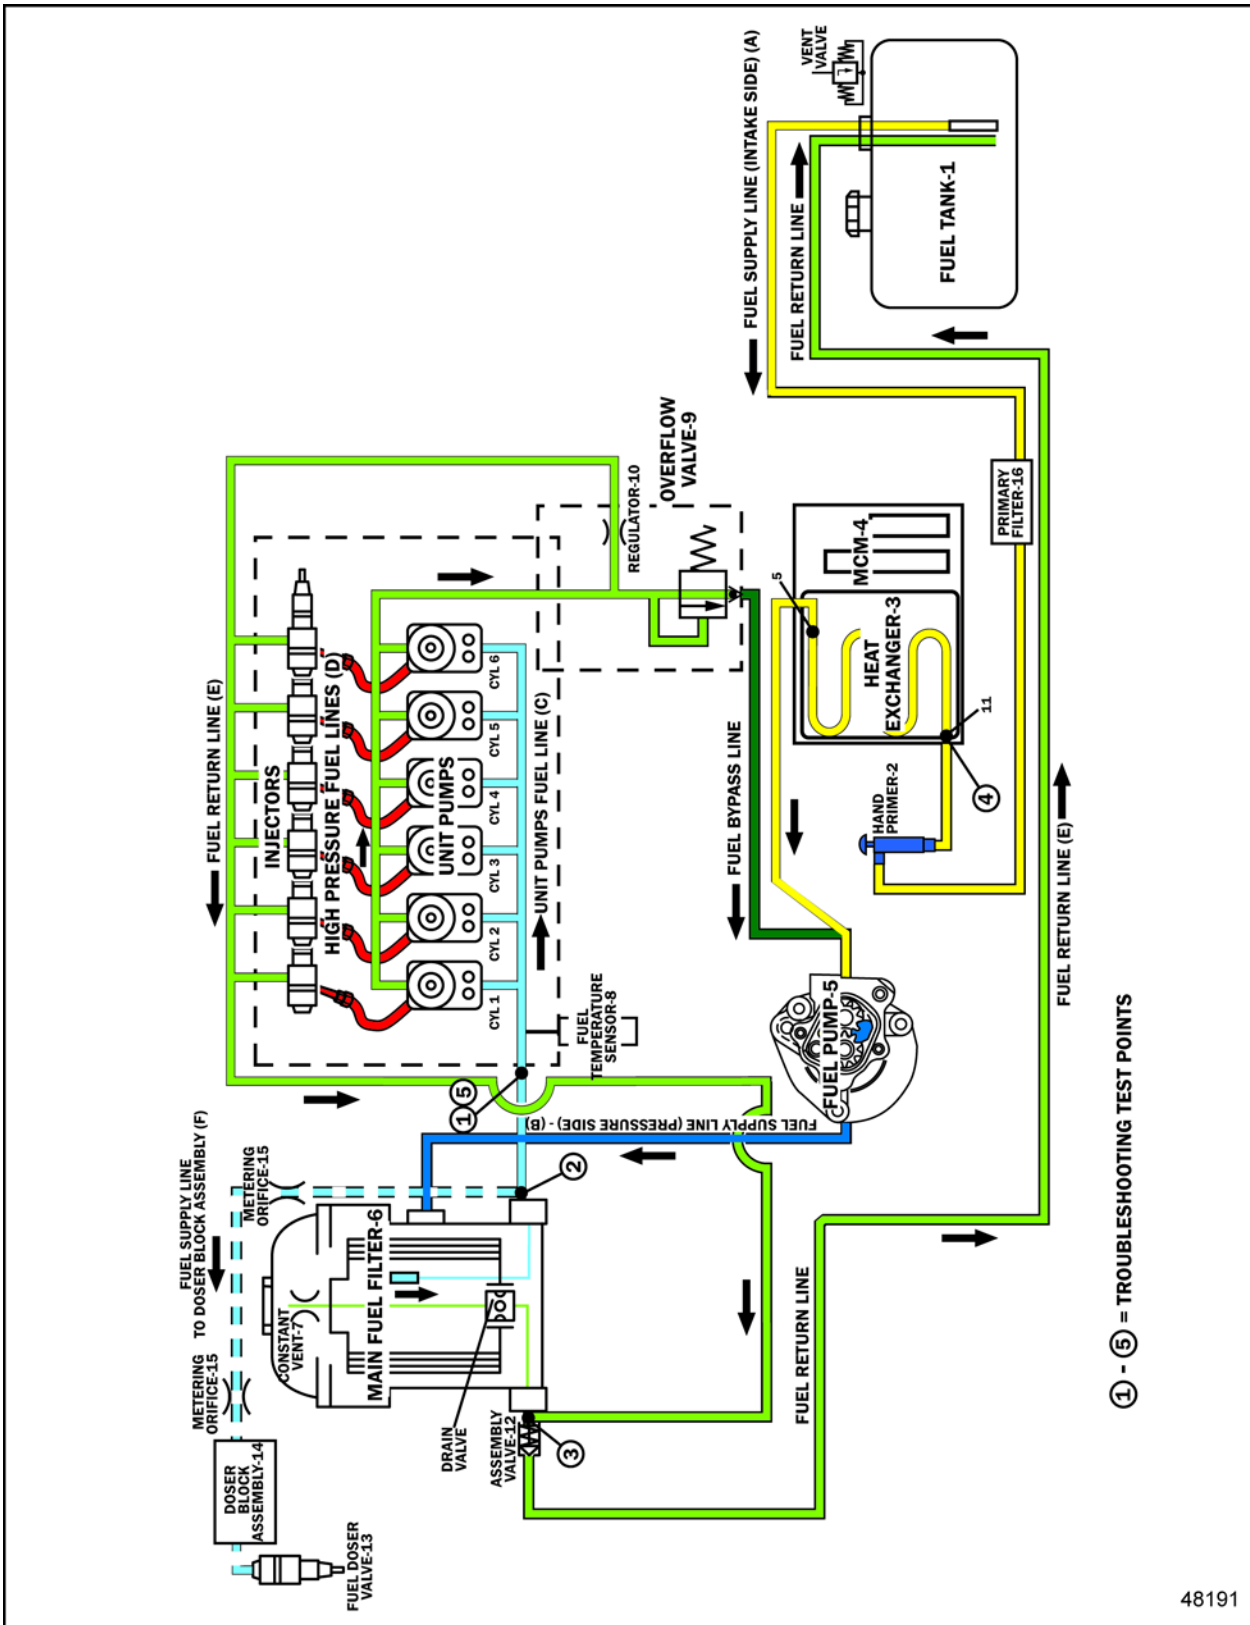 FUEL SUPPLY LINE
TO DOSER BLOCK ASSEMBLY (F)
METERING
ORIFICE-15
METERING
ORIFICE-15
DOSER
BLOCK
ASSEMBLY-14
FUEL DOSER
VALVE-13
CONSTANT
VENT-7
MAIN FUEL FILTER-6
DRAIN
VALVE
ASSEMBLY
VALVE-12
3
2
1
5
FUEL RETURN LINE (E)
INJECTORS
HIGH PRESSURE FUEL LINES (D)
UNIT PUMPS
CYL 1
CYL 2
CYL 3
CYL 4
CYL 5
CYL 6
UNIT PUMPS FUEL LINE (C)
FUEL
TEMPERATURE
SENSOR-8
REGULATOR-10
OVERFLOW
VALVE-9
FUEL SUPPLY LINE (PRESSURE SIDE) - (B)
FUEL BYPASS LINE
FUEL PUMP-5
5
MCM-4
HEAT
EXCHANGER-3
11
4
HAND
PRIMER-2
PRIMARY
FILTER-16
FUEL SUPPLY LINE (INTAKE SIDE) (A)
FUEL RETURN LINE
VENT
VALVE
FUEL TANK-1
FUEL RETURN LINE
FUEL RETURN LINE (E)
1 - 5 = TROUBLESHOOTING TEST POINTS
48191